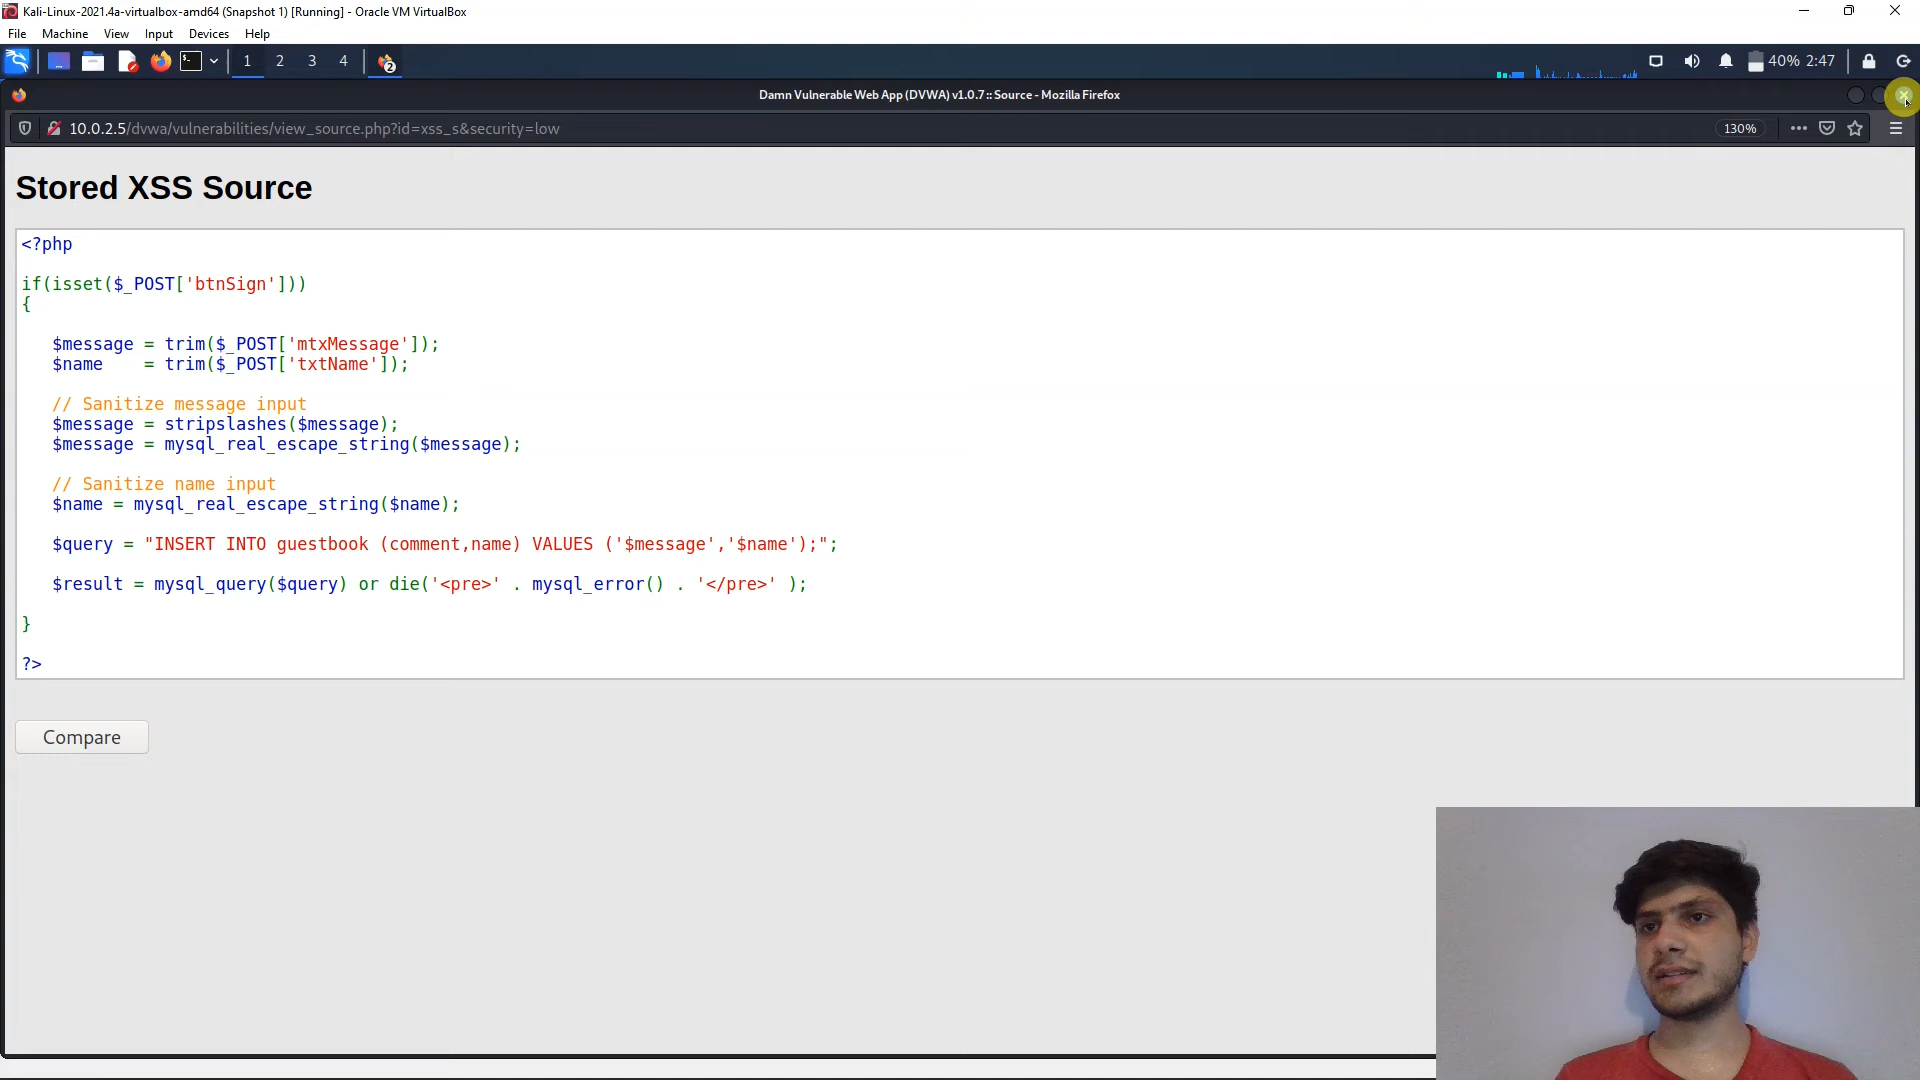 Kali-Linux-2021.4a-virtualbox-amd64 (Snapshot 1) [Running] - Oracle VM VirtualBox
File Machine View Input Devices Help
1 2 3 4 2 40% 2:47
Damn Vulnerable Web App (DVWA) v1.0.7 :: Source - Mozilla Firefox
10.0.2.5/dvwa/vulnerabilities/view_source.php?id=xss_s&security=low 130%
Stored XSS Source
<?php
if(isset($_POST['btnSign']))
{
$message = trim($_POST['mtxMessage']);
$name = trim($_POST['txtName']);
// Sanitize message input
$message = stripslashes($message);
$message = mysql_real_escape_string($message);
// Sanitize name input
$name = mysql_real_escape_string($name);
$query = "INSERT INTO guestbook (comment,name) VALUES ('$message','$name');";
$result = mysql_query($query) or die('<pre>' . mysql_error() . '</pre>' );
}
?>
Compare